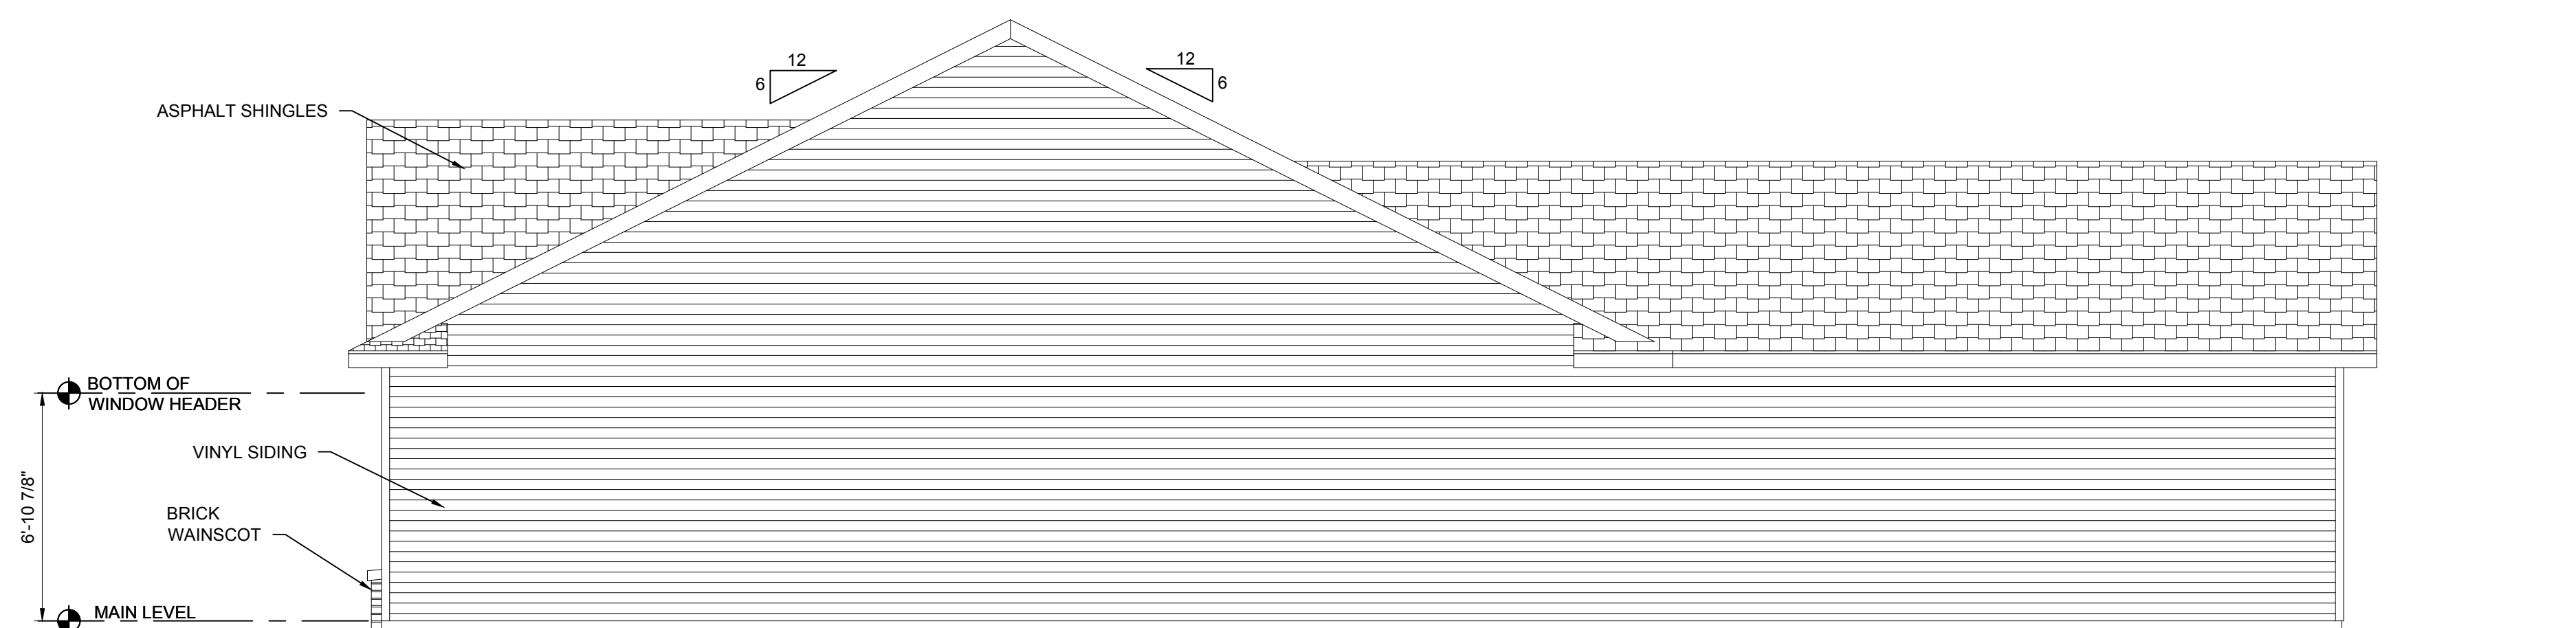 12
6
12
6
ASPHALT SHINGLES
BOTTOM OF
WINDOW HEADER
VINYL SIDING
6'-10 7/8"
BRICK
WAINSCOT
MAIN LEVEL